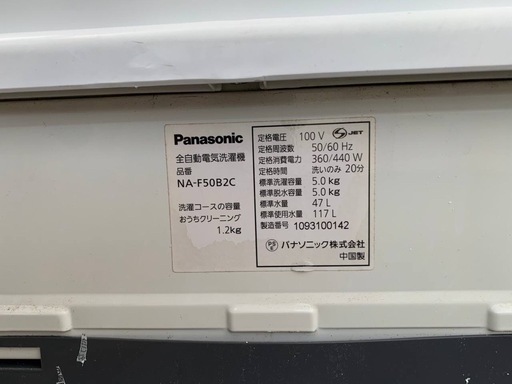 Panasonic
全自動電気洗濯機
品番
NA-F50B2C
洗濯コースの容量
おうちクリーニング
1.2kg
定格電圧 100 V
JET
定格周波数 50/60 Hz
定格消費電力 360/440 W
定格時間 洗いのみ 20分
標準洗濯容量 5.0 kg
標準脱水容量 5.0 kg
標準水量 47 L
標準使用水量 117 L
製造番号 1093100142
PSE
パナソニック株式会社
中国製